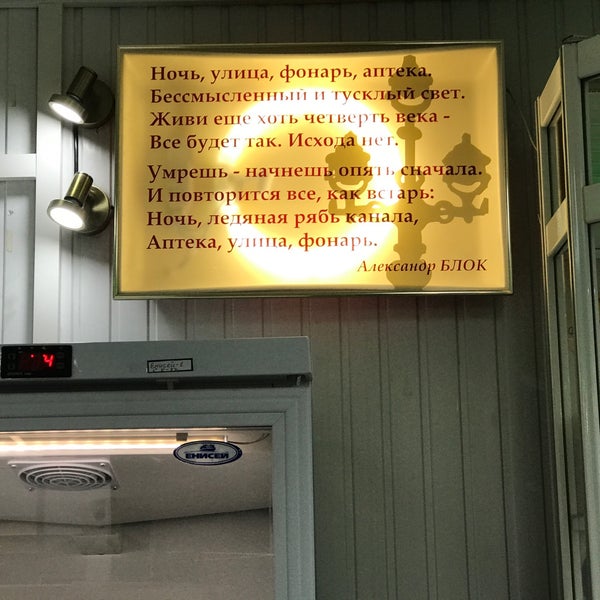 Ночь, улица, фонарь, аптека.
Бессмысленный и тусклый свет.
Живи еще хоть четверть века -
Все будет так. Исхода нет.
Умрешь - начнешь опять сначала.
И повторится все, как встарь:
Ночь, ледяная рябь канала,
Аптека, улица, фонарь.
Александр БЛОК
4
ЕНИСЕЙ